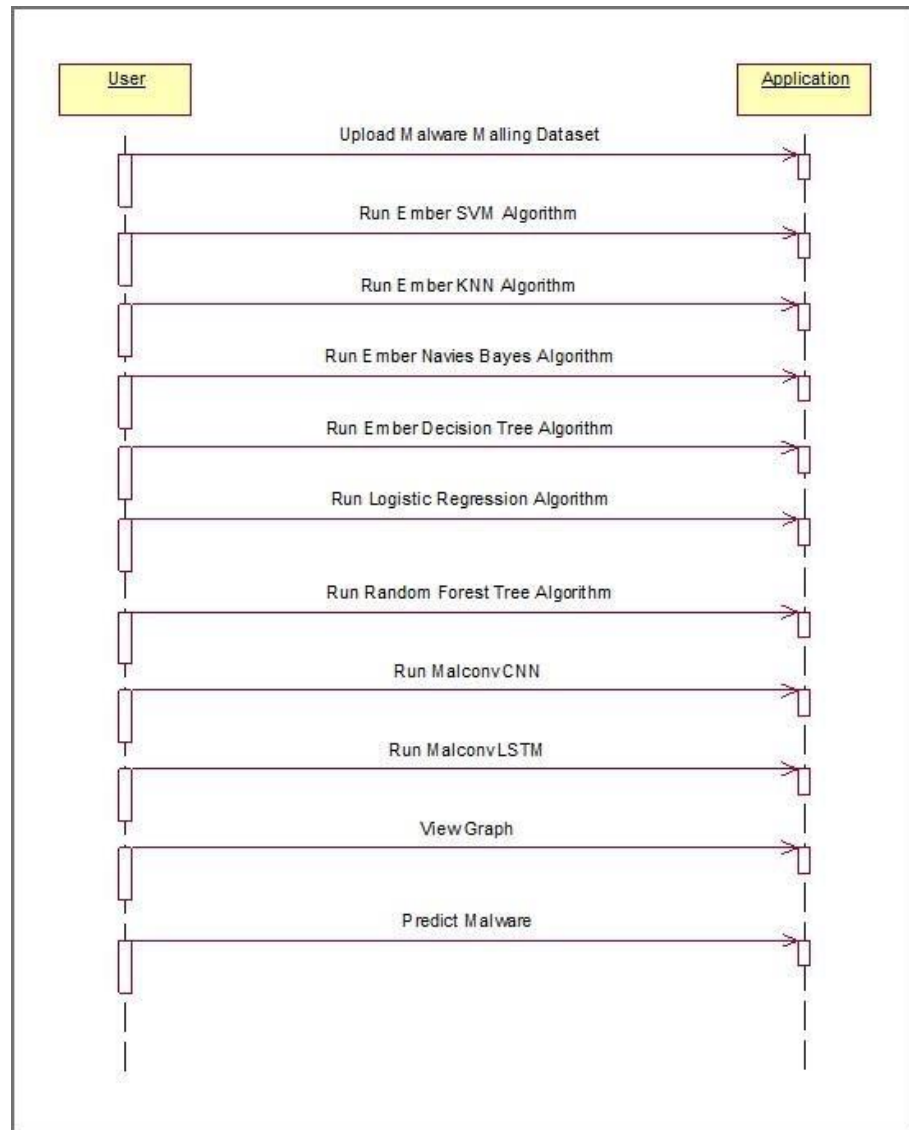 User
Application
Upload Malware Malling Dataset
Run Ember SVM Algorithm
Run Ember KNN Algorithm
Run Ember Navies Bayes Algorithm
Run Ember Decision Tree Algorithm
Run Logistic Regression Algorithm
Run Random Forest Tree Algorithm
Run Malconv CNN
Run Malconv LSTM
View Graph
Predict Malware